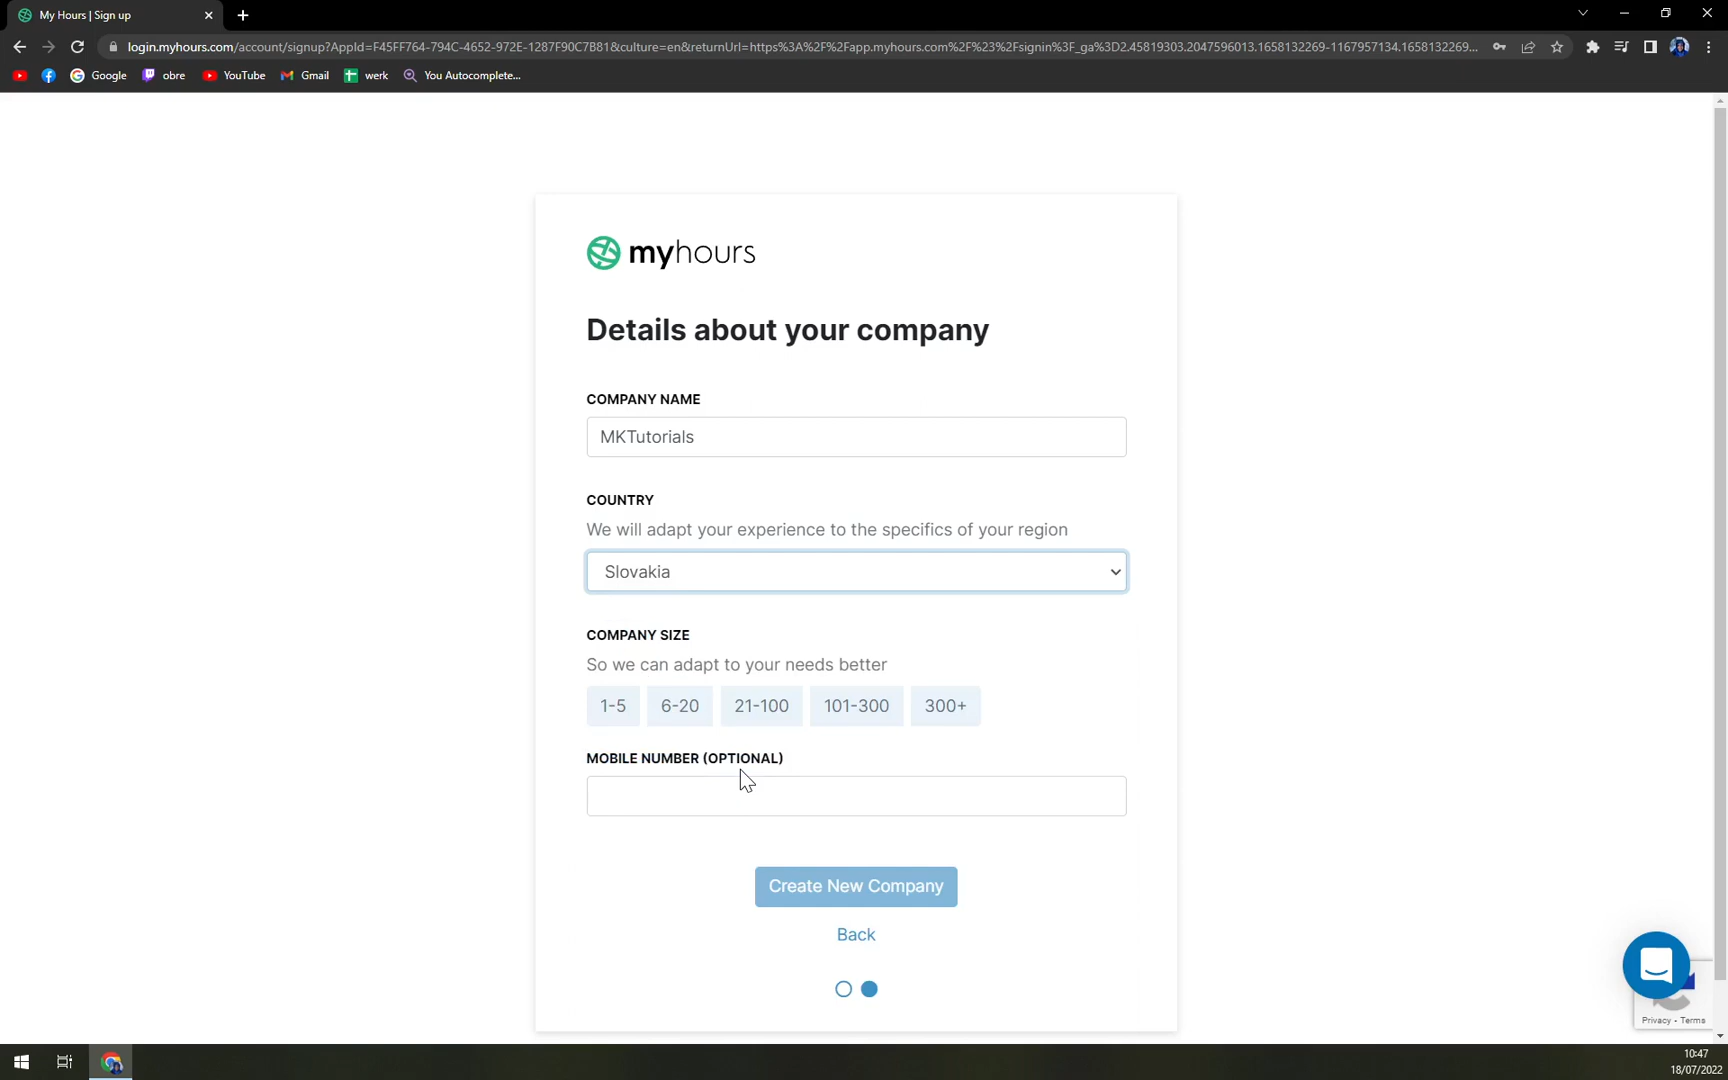 My Hours | Sign up
login.myhours.com/account/signup?AppId=F45FF764-794C-4652-972E-1287F90C7B81&culture=en&returnUrl=https%3A%2F%2Fapp.myhours.com%2F%23%2Fsignin%3F_ga%3D2.45819303.2047596013.1658132269-1167957134.1658132269...
Google obre YouTube Gmail werk You Autocomplete...
myhours
Details about your company
COMPANY NAME
MKTutorials
COUNTRY
We will adapt your experience to the specifics of your region
Slovakia
COMPANY SIZE
So we can adapt to your needs better
1-5 6-20 21-100 101-300 300+
MOBILE NUMBER (OPTIONAL)
Create New Company
Back
Privacy - Terms
10:47
18/07/2022